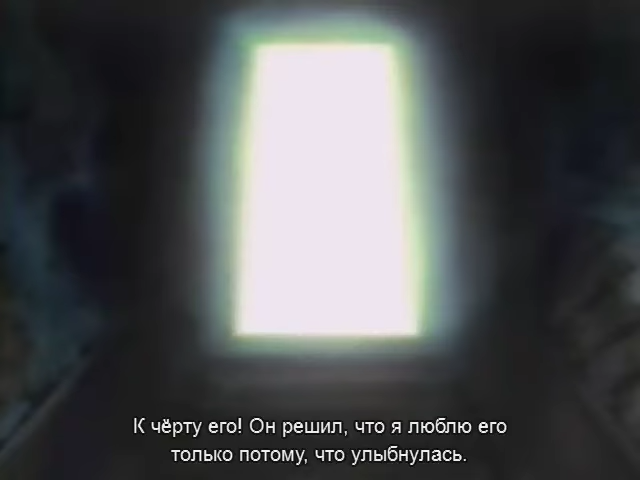 К чёрту его! Он решил, что я люблю его
только потому, что улыбнулась.